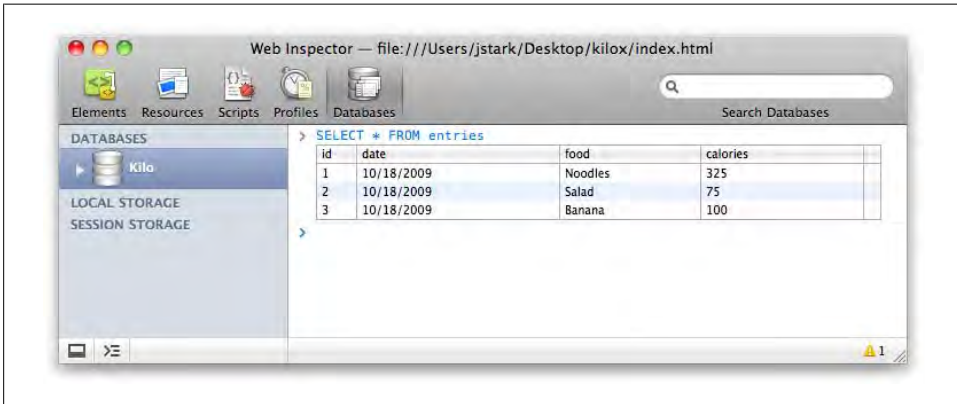 Web Inspector — file:///Users/jstark/Desktop/kilox/index.html
Elements Resources Scripts Profiles Databases Search Databases
DATABASES
Kilo
LOCAL STORAGE
SESSION STORAGE
> SELECT * FROM entries
id date food calories
1 10/18/2009 Noodles 325
2 10/18/2009 Salad 75
3 10/18/2009 Banana 100
>
1